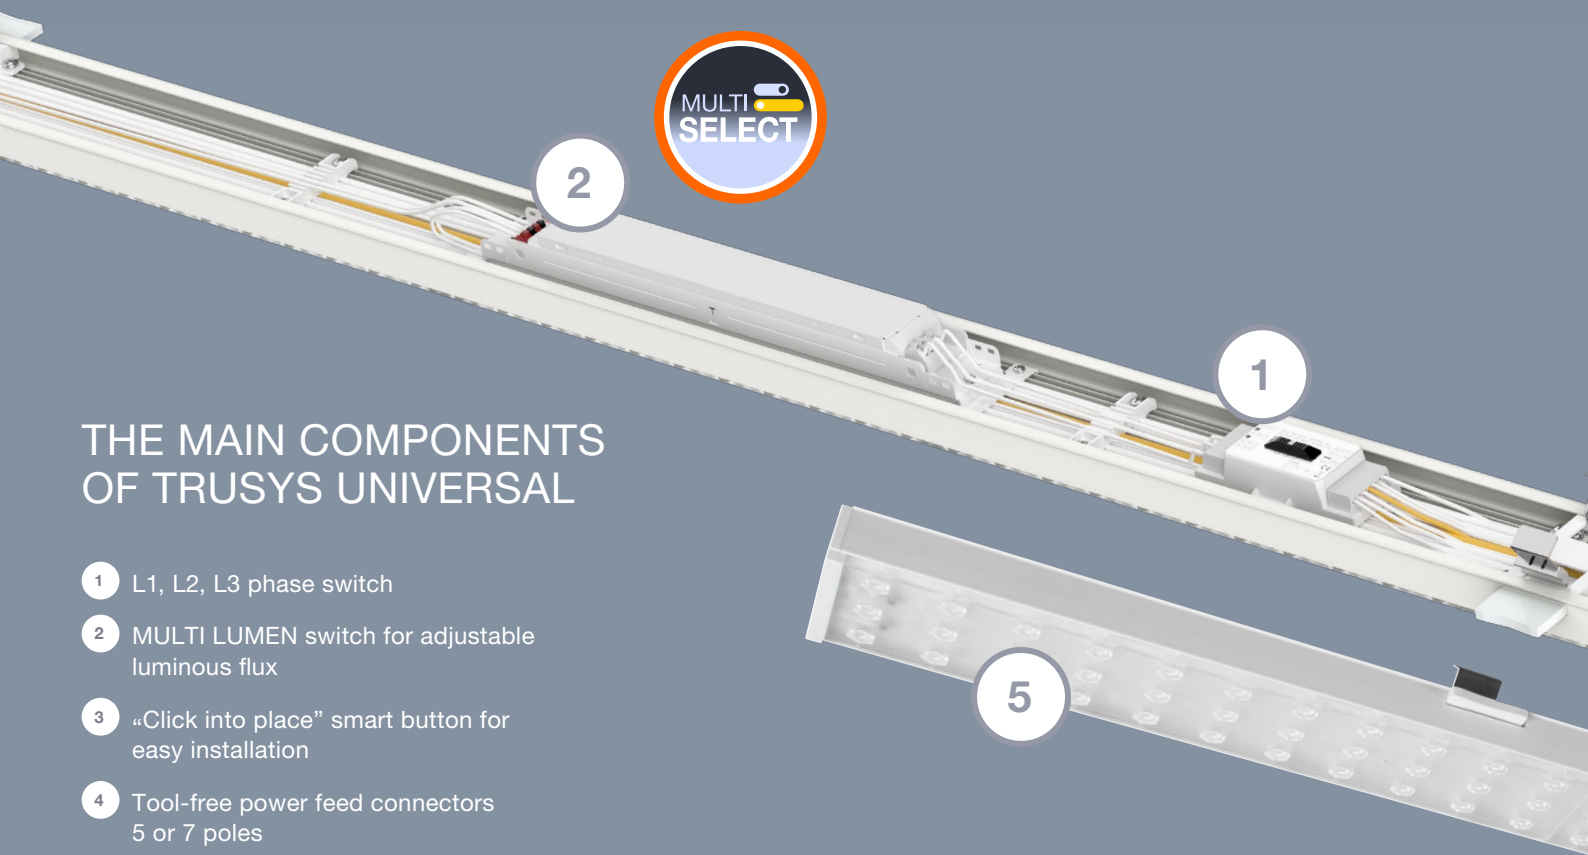 MULTI
SELECT
2
1
THE MAIN COMPONENTS
OF TRUSYS UNIVERSAL
1 L1, L2, L3 phase switch
2 MULTI LUMEN switch for adjustable
luminous flux
3 “Click into place” smart button for
easy installation
4 Tool-free power feed connectors
5 or 7 poles
5